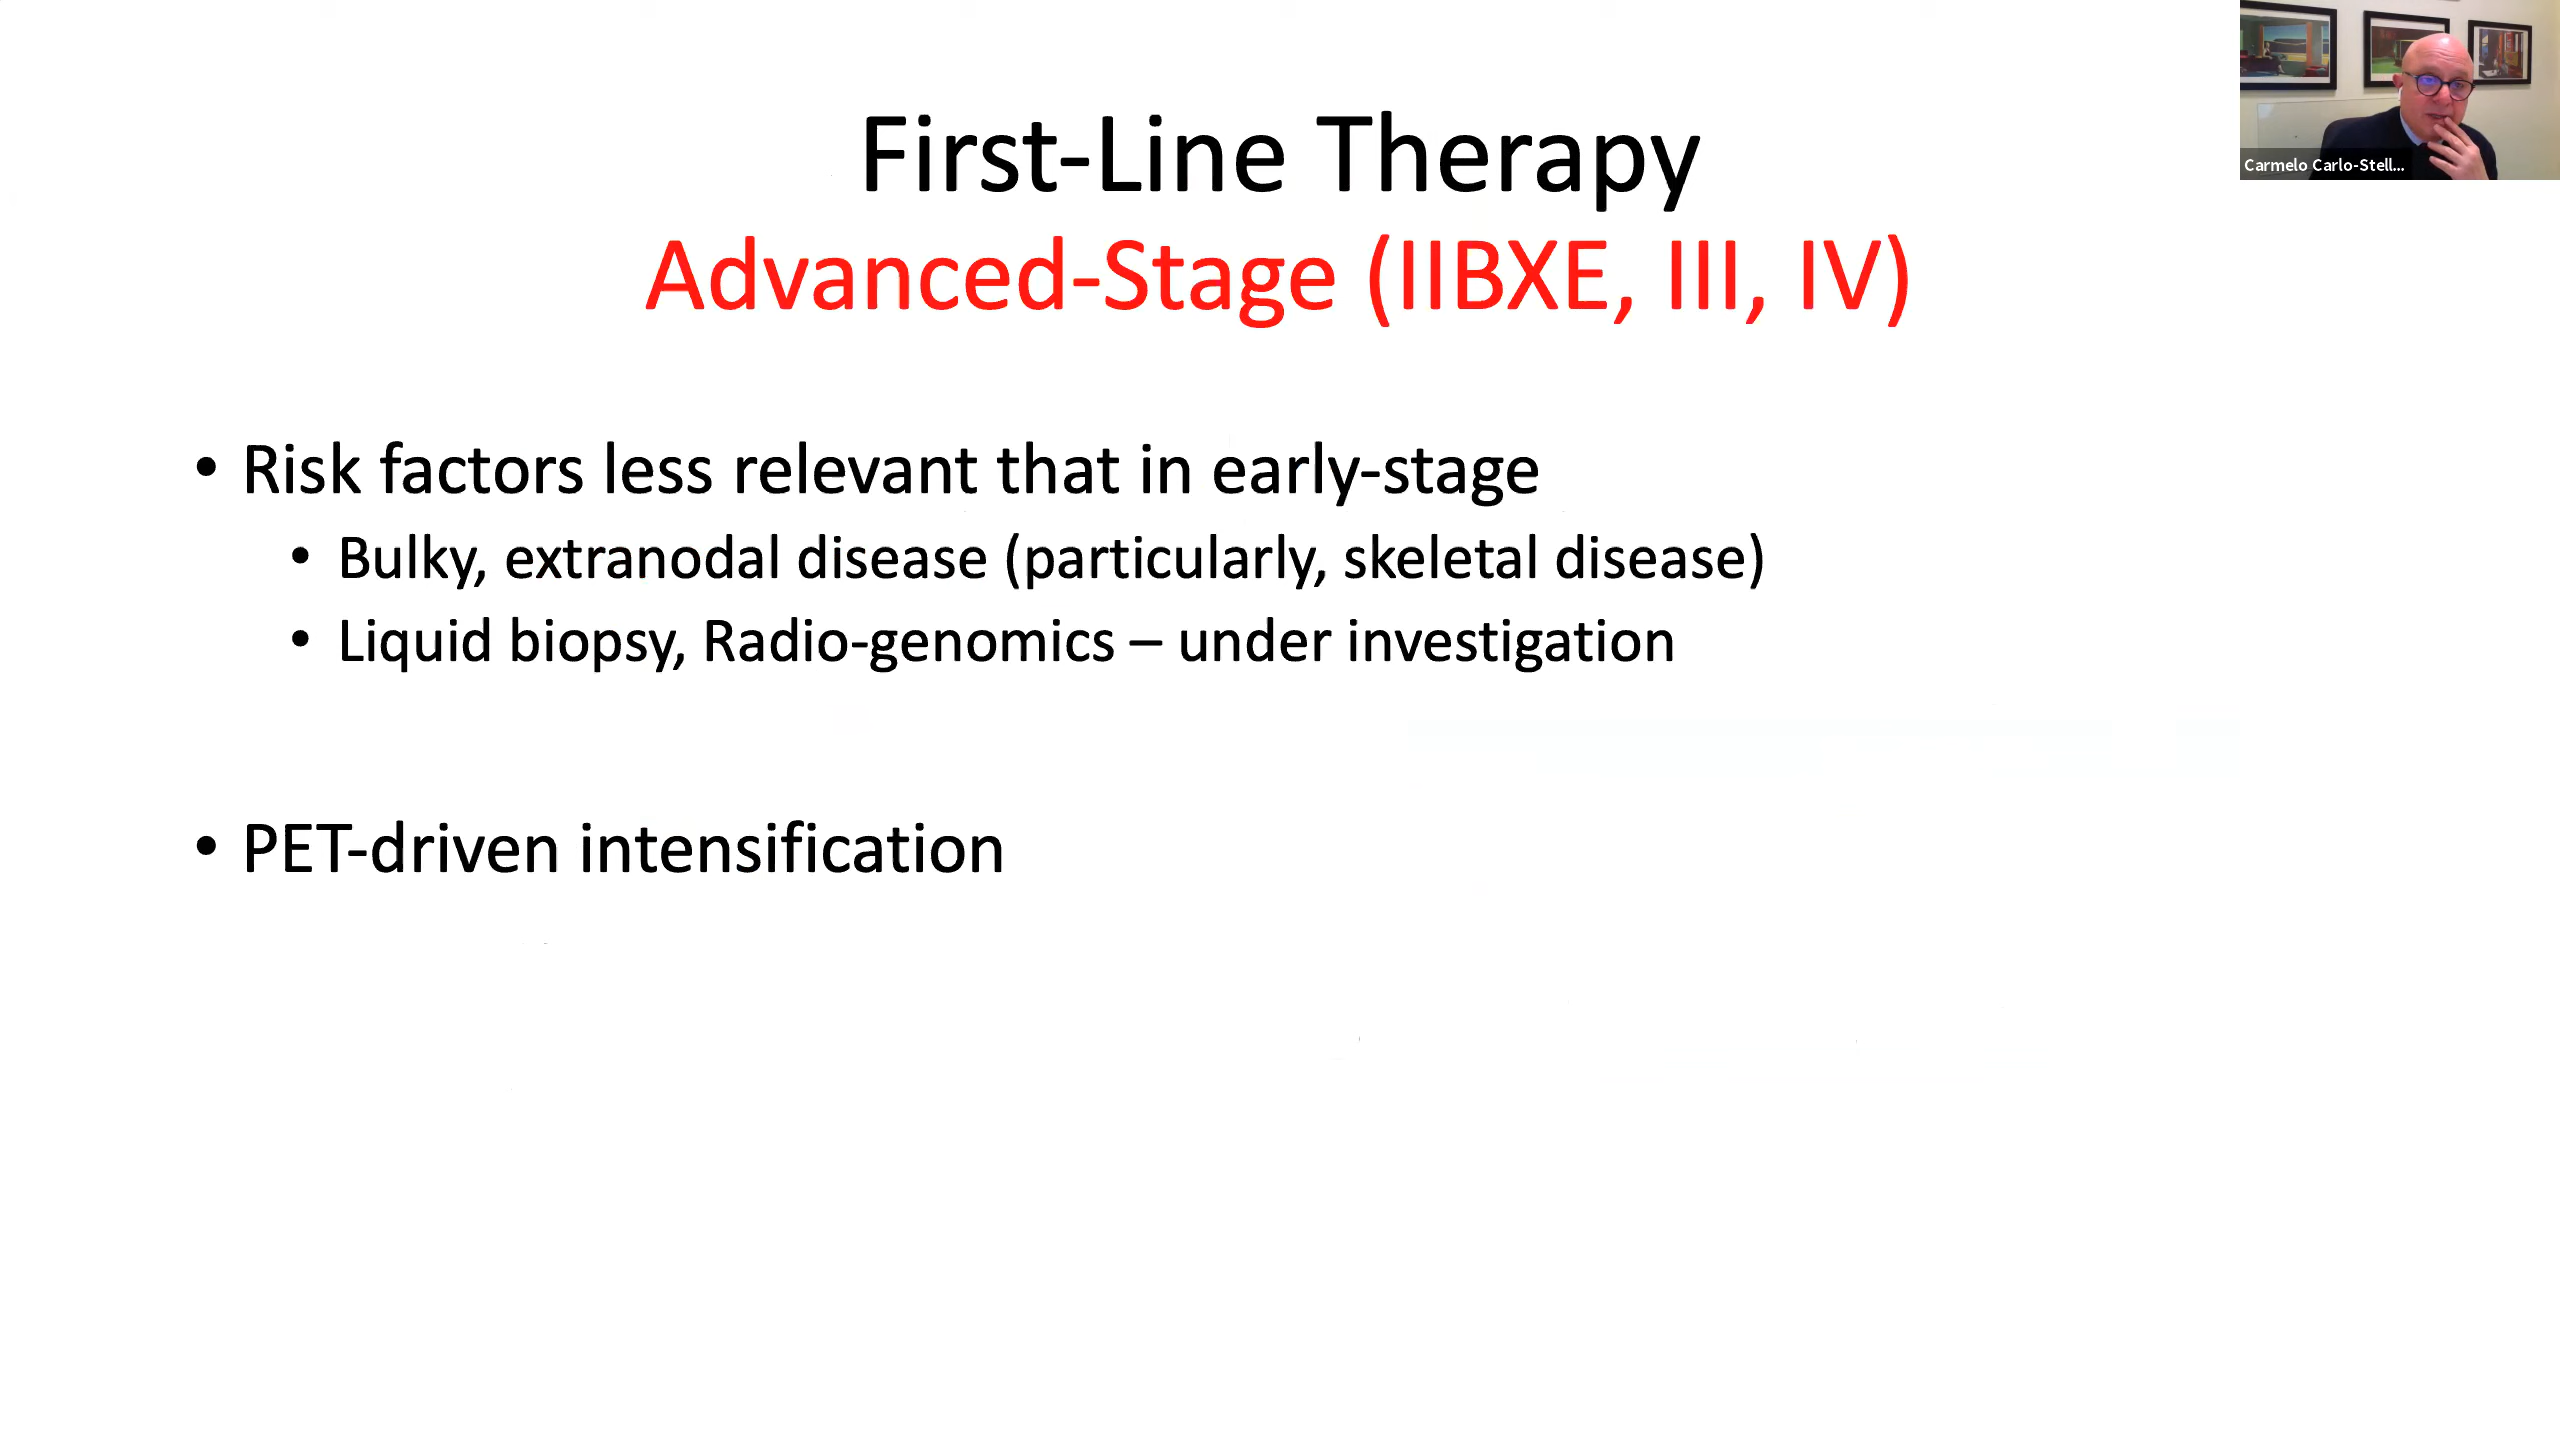 First-Line Therapy
Advanced-Stage (IIBXE, III, IV)
• Risk factors less relevant that in early-stage
• Bulky, extranodal disease (particularly, skeletal disease)
• Liquid biopsy, Radio-genomics – under investigation
• PET-driven intensification
Carmelo Carlo-Stell...